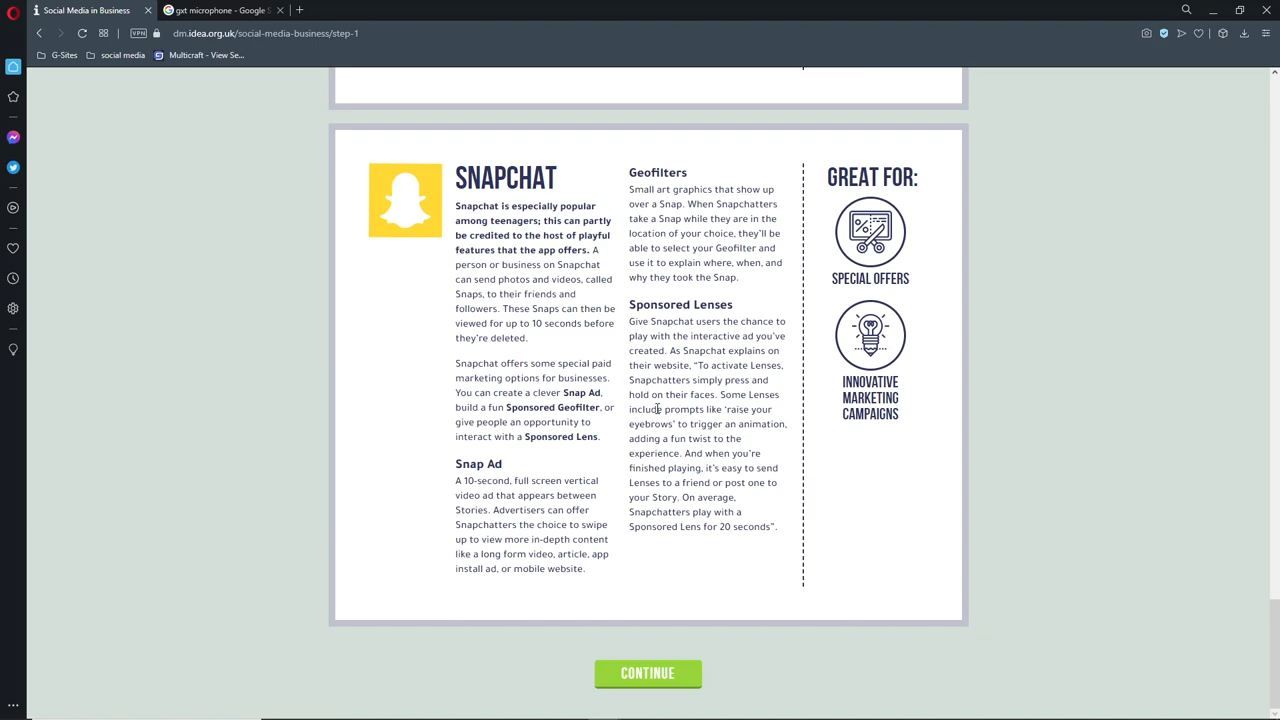 Social Media in Business
gxt microphone - Google S
VPN
dm.idea.org.uk/social-media-business/step-1
G-Sites
social media
Multicraft - View Se...
SNAPCHAT
Snapchat is especially popular
among teenagers; this can partly
be credited to the host of playful
features that the app offers. A
person or business on Snapchat
can send photos and videos, called
Snaps, to their friends and
followers. These Snaps can then be
viewed for up to 10 seconds before
they're deleted.
Snapchat offers some special paid
marketing options for businesses.
You can create a clever Snap Ad,
build a fun Sponsored Geofilter, or
give people an opportunity to
interact with a Sponsored Lens.
Snap Ad
A 10-second, full screen vertical
video ad that appears between
Stories. Advertisers can offer
Snapchatters the choice to swipe
up to view more in-depth content
like a long form video, article, app
install ad, or mobile website.
Geofilters
Small art graphics that show up
over a Snap. When Snapchatters
take a Snap while they are in the
location of your choice, they'll be
able to select your Geofilter and
use it to explain where, when, and
why they took the Snap.
Sponsored Lenses
Give Snapchat users the chance to
play with the interactive ad you've
created. As Snapchat explains on
their website, "To activate Lenses,
Snapchatters simply press and
hold on their faces. Some Lenses
include prompts like 'raise your
eyebrows' to trigger an animation,
adding a fun twist to the
experience. And when you're
finished playing, it's easy to send
Lenses to a friend or post one to
your Story. On average,
Snapchatters play with a
Sponsored Lens for 20 seconds".
GREAT FOR:
SPECIAL OFFERS
INNOVATIVE
MARKETING
CAMPAIGNS
CONTINUE